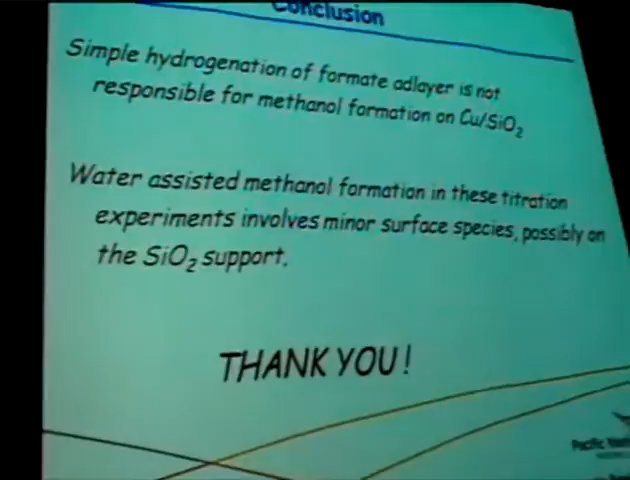 Conclusion
Simple hydrogenation of formate adlayer is not
responsible for methanol formation on Cu/SiO₂
Water assisted methanol formation in these titration
experiments involves minor surface species, possibly on
the SiO₂ support.
THANK YOU!
Pacific